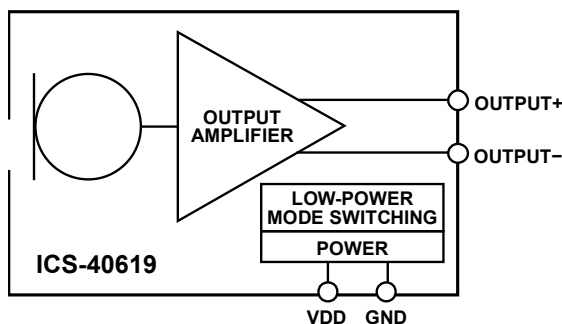 OUTPUT
AMPLIFIER
OUTPUT+
OUTPUT−
LOW-POWER
MODE SWITCHING
POWER
ICS-40619
VDD GND